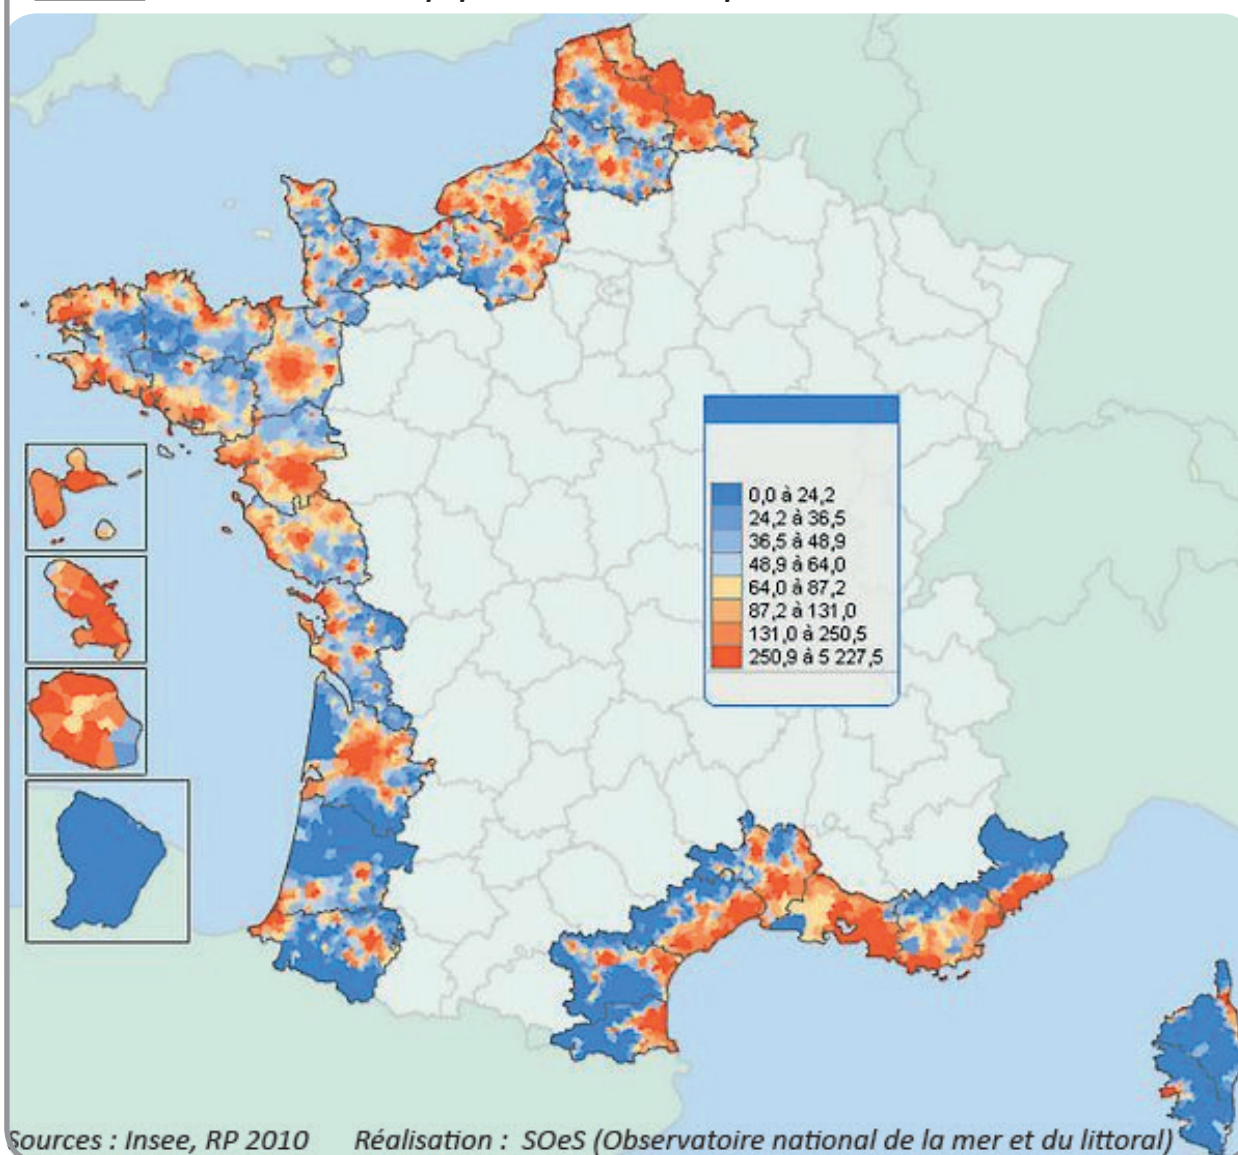 0,0 à 24,2
24,2 à 36,5
36,5 à 48,9
48,9 à 64,0
64,0 à 87,2
87,2 à 131,0
131,0 à 250,5
250,9 à 5 227,5
Sources : Insee, RP 2010 Réalisation : SOeS (Observatoire national de la mer et du littoral)